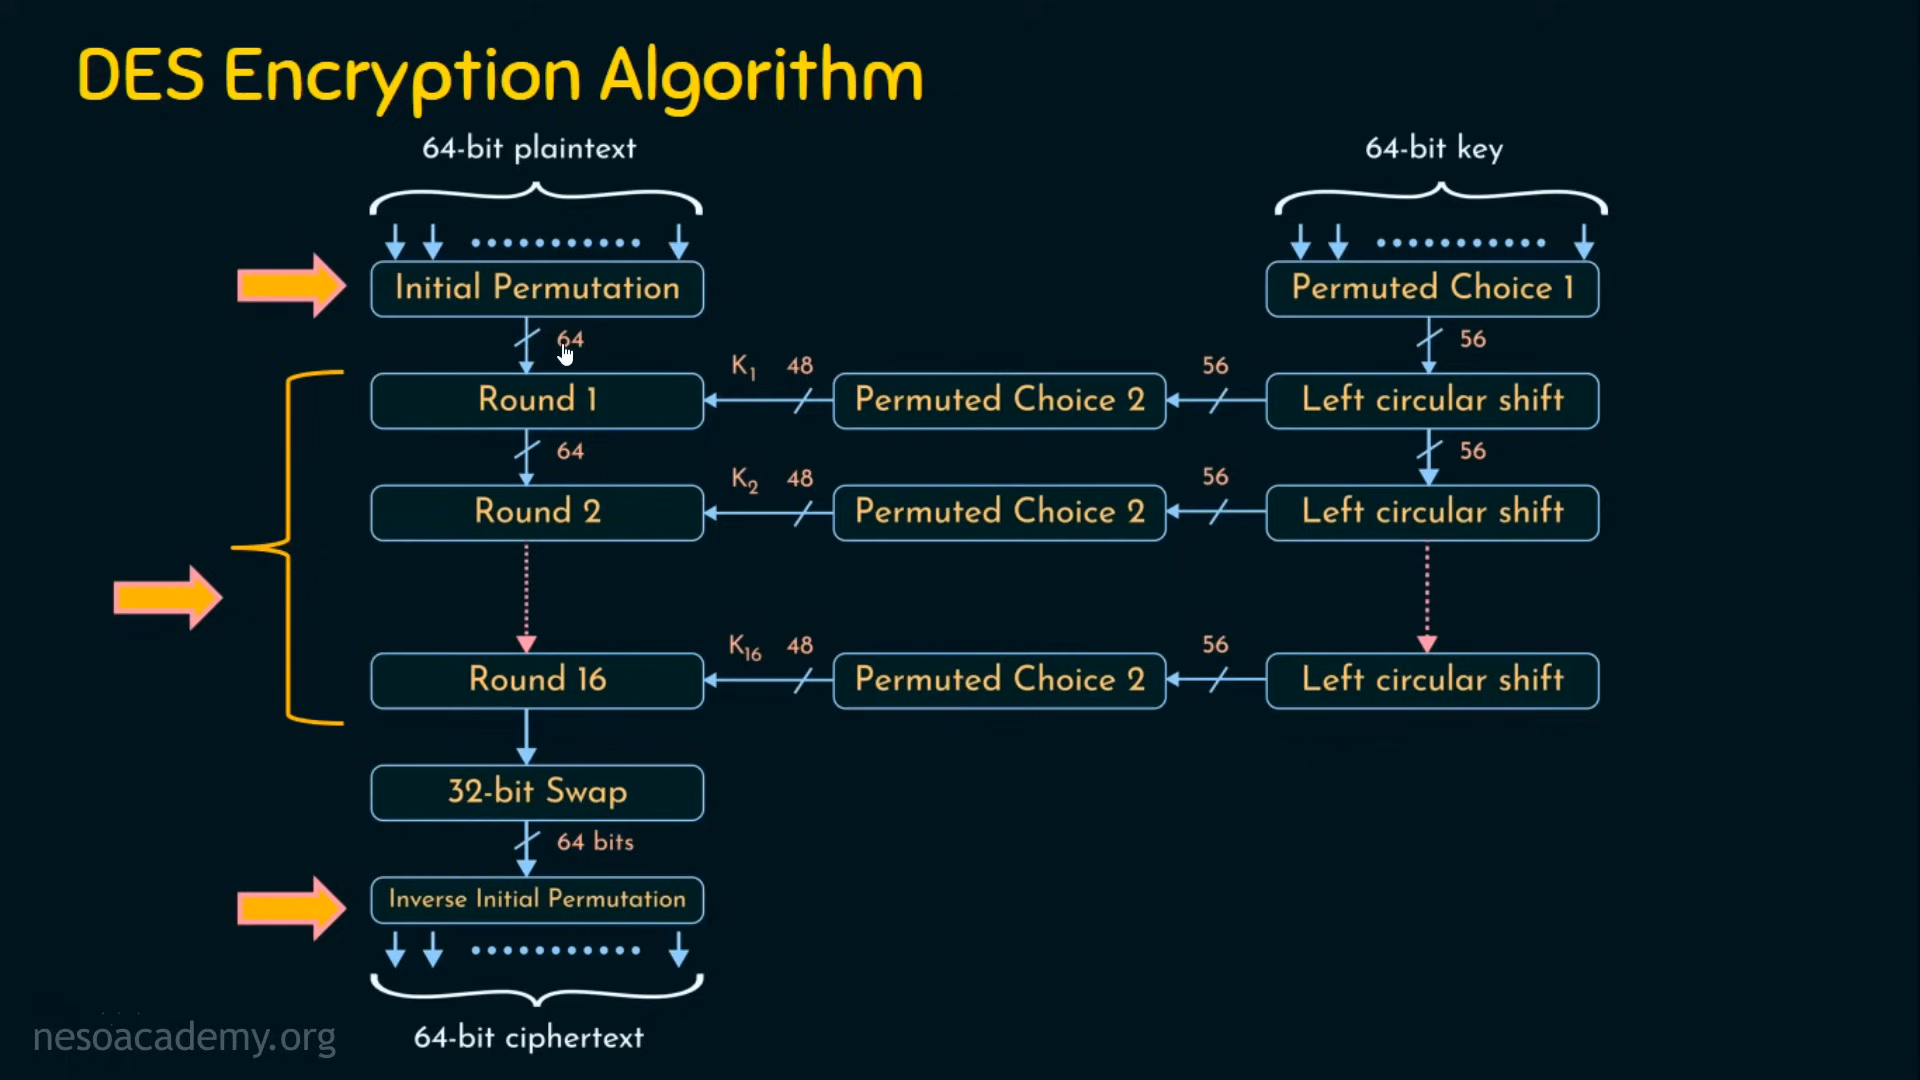 DES Encryption Algorithm
64-bit plaintext
64-bit key
Initial Permutation
Permuted Choice 1
64
56
K1 48
56
Round 1
Permuted Choice 2
Left circular shift
64
56
K2 48
56
Round 2
Permuted Choice 2
Left circular shift
K16 48
56
Round 16
Permuted Choice 2
Left circular shift
32-bit Swap
64 bits
Inverse Initial Permutation
64-bit ciphertext
nesoacademy.org